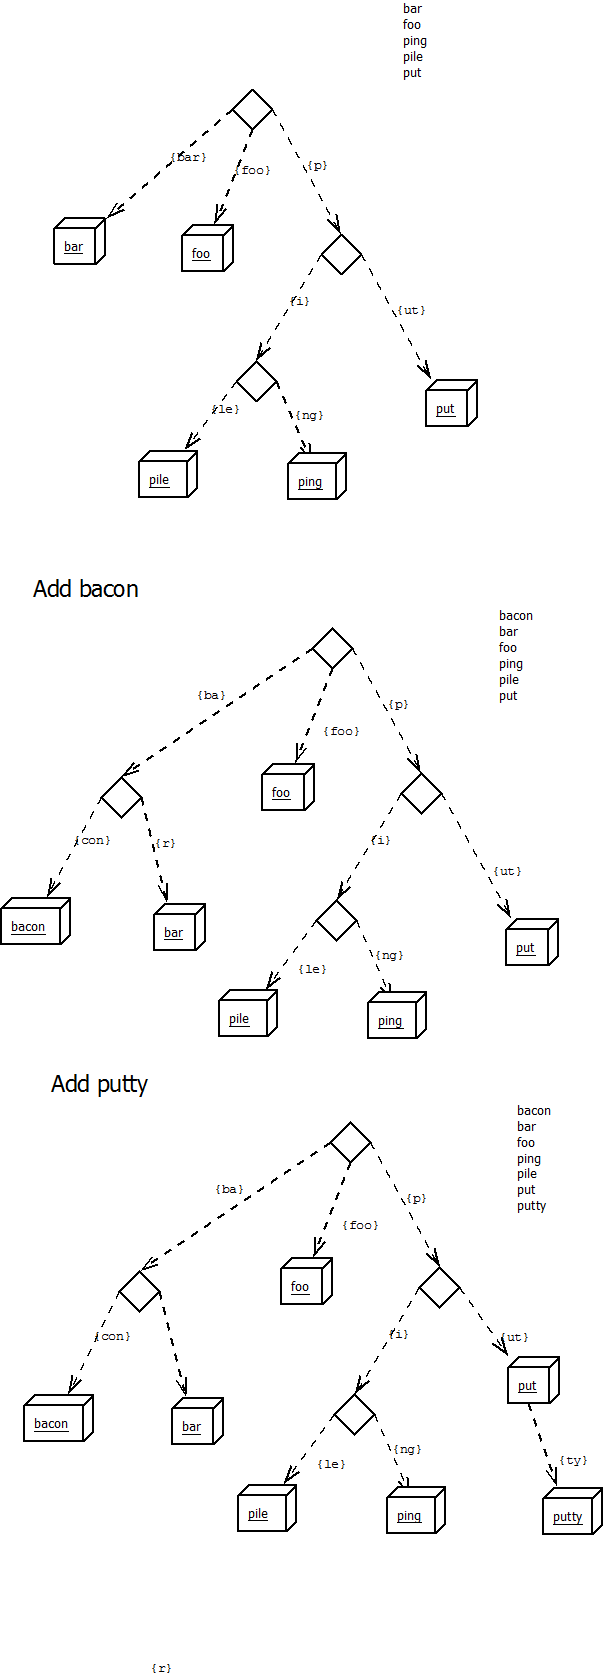 bar
foo
ping
pile
put
{bar}
{foo}
{p}
bar
foo
{i}
{ut}
{le}
{ng}
put
pile
ping
Add bacon
bacon
bar
foo
ping
pile
put
{ba}
{p}
{foo}
foo
{con}
{r}
{i}
{ut}
bacon
bar
put
{le}
{ng}
pile
ping
Add putty
bacon
bar
foo
ping
pile
put
putty
{ba}
{p}
{foo}
foo
{con}
{i}
{ut}
put
bacon
bar
{le}
{ng}
{ty}
pile
ping
putty
{r}